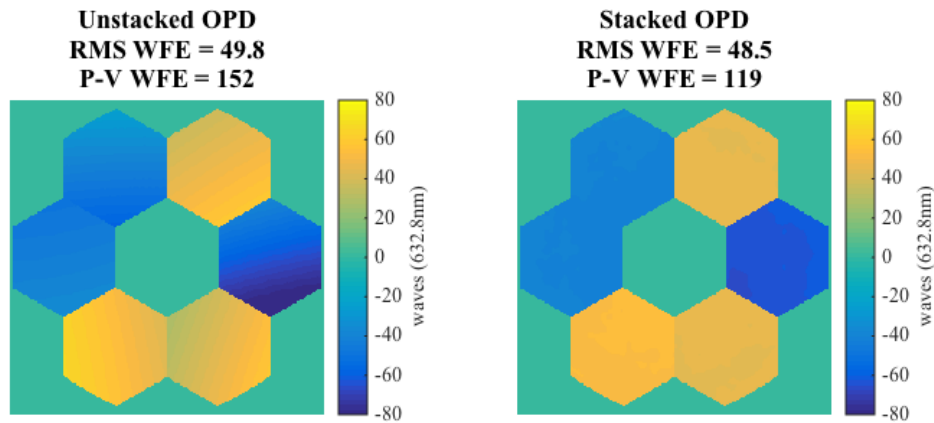 Unstacked OPD
RMS WFE = 49.8
P-V WFE = 152
80
60
40
20
0
-20
-40
-60
-80
waves (632.8nm)
Stacked OPD
RMS WFE = 48.5
P-V WFE = 119
80
60
40
20
0
-20
-40
-60
-80
waves (632.8nm)